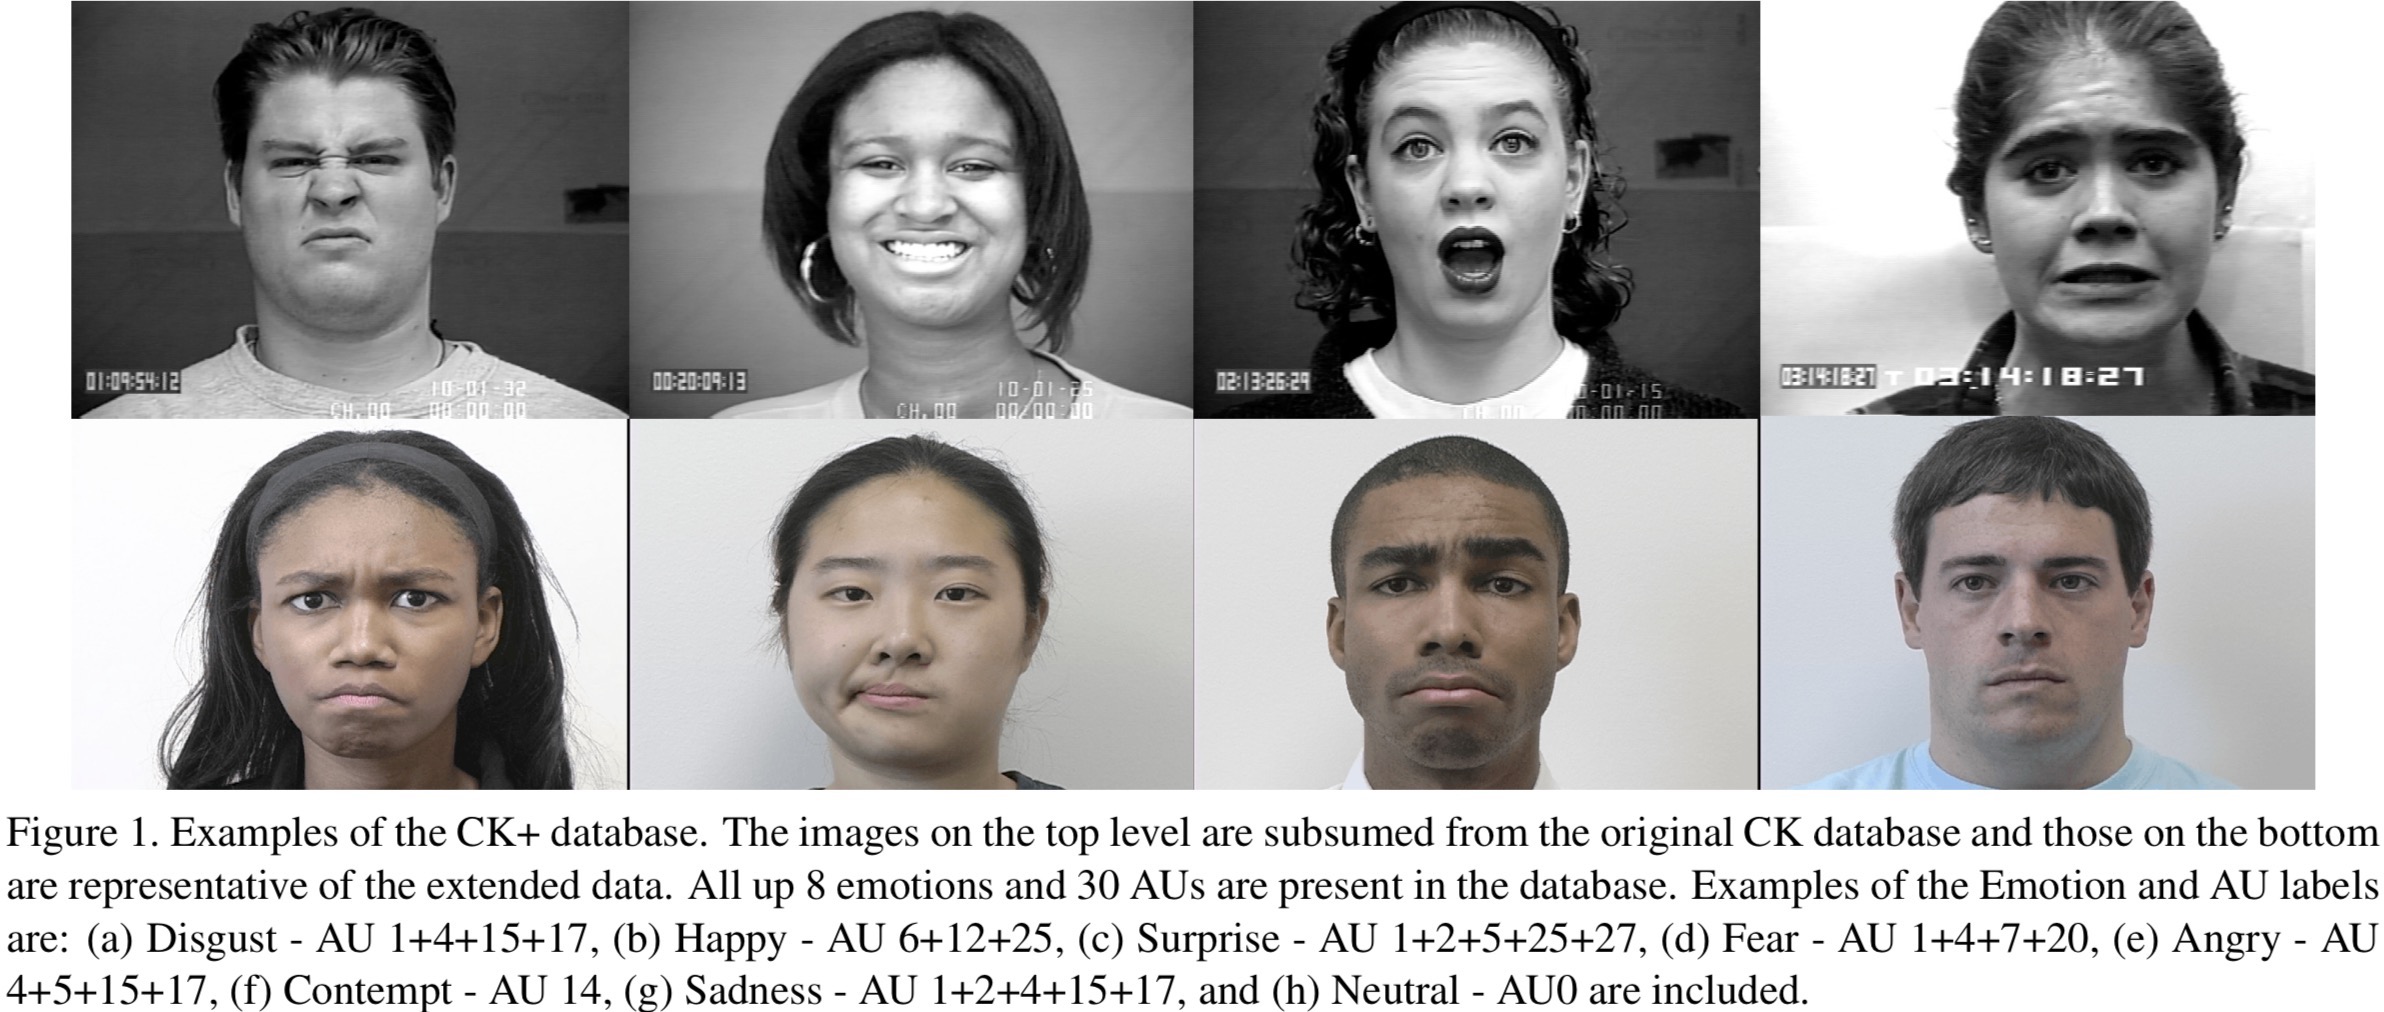 01:09:54:12
10-01-32
CH.00 00:00:00
00:20:09:13
10-01-25
CH.00 00:00:00
02:13:26:29
0-01-15
CH 00 00:00:00
03:14:18:27 T 03:14:18:27
Figure 1. Examples of the CK+ database. The images on the top level are subsumed from the original CK database and those on the bottom
are representative of the extended data. All up 8 emotions and 30 AUs are present in the database. Examples of the Emotion and AU labels
are: (a) Disgust - AU 1+4+15+17, (b) Happy - AU 6+12+25, (c) Surprise - AU 1+2+5+25+27, (d) Fear - AU 1+4+7+20, (e) Angry - AU
4+5+15+17, (f) Contempt - AU 14, (g) Sadness - AU 1+2+4+15+17, and (h) Neutral - AU0 are included.